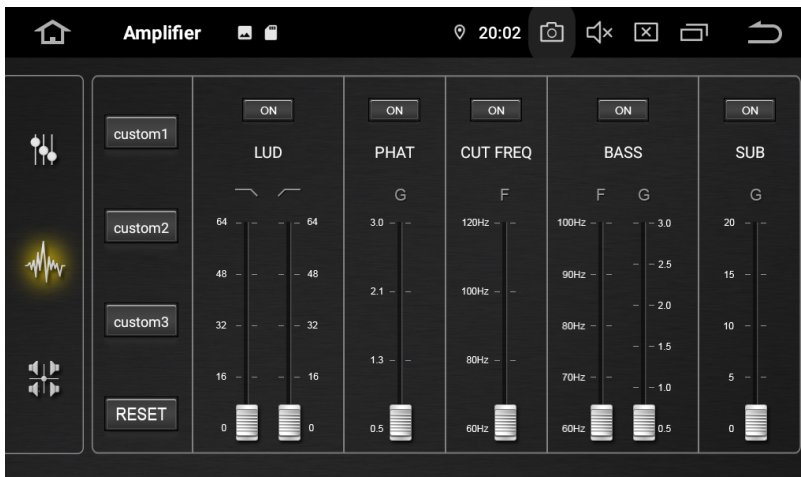 Amplifier 20:02
custom1
custom2
custom3
RESET
ON
LUD
64 64
48 48
32 32
16 16
0 0
ON
PHAT
G
3.0
2.1
1.3
0.5
ON
CUT FREQ
F
120Hz
100Hz
80Hz
60Hz
ON
BASS
F G
100Hz 3.0
2.5
90Hz
2.0
80Hz
1.5
70Hz
1.0
60Hz 0.5
ON
SUB
G
20
15
10
5
0